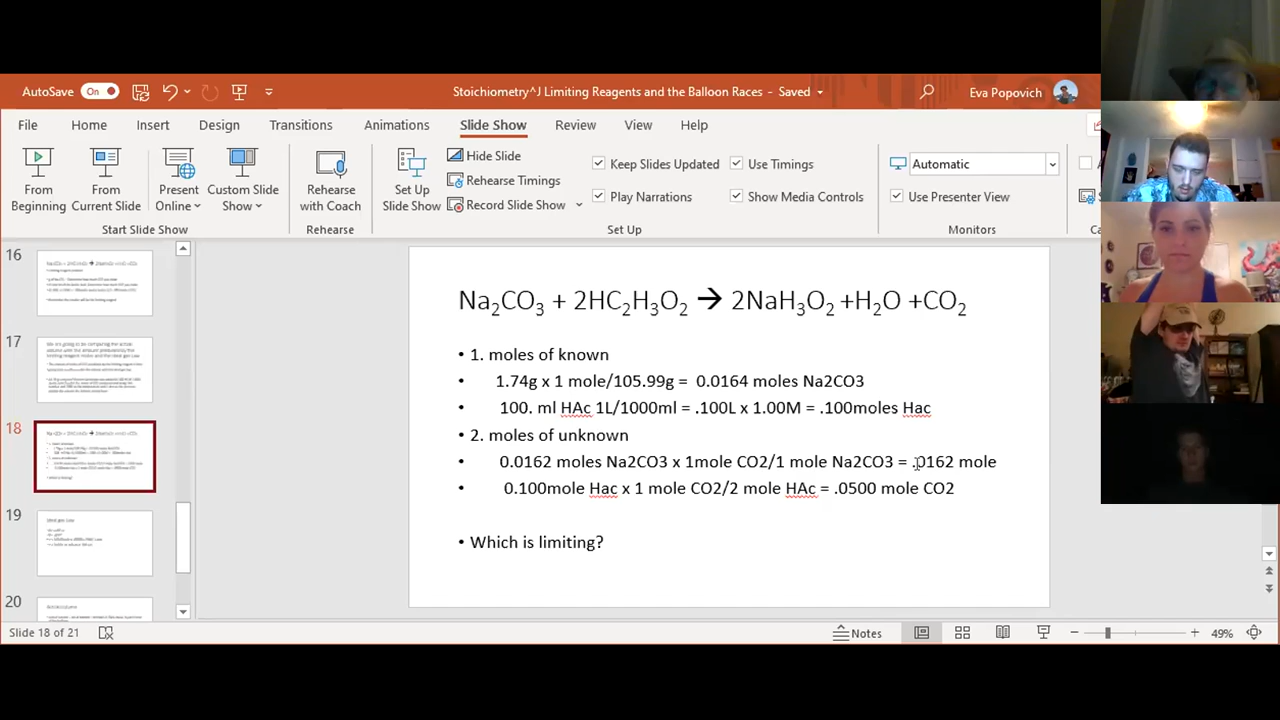 AutoSave On Stoichiometry^J Limiting Reagents and the Balloon Races - Saved Eva Popovich
File Home Insert Design Transitions Animations Slide Show Review View Help
From Beginning
From Current Slide
Present Online
Custom Slide Show
Hide Slide
Rehearse Timings
Record Slide Show
Rehearse with Coach
Set Up Slide Show
Keep Slides Updated
Play Narrations
Use Timings
Show Media Controls
Automatic
Use Presenter View
Start Slide Show Rehearse Set Up Monitors
16
17
18
19
20
Na₂CO₃ + 2HC₂H₃O₂ → 2NaH₃O₂ +H₂O +CO₂
• 1. moles of known
• 1.74g x 1 mole/105.99g = 0.0164 moles Na2CO3
• 100. ml HAc 1L/1000ml = .100L x 1.00M = .100moles Hac
• 2. moles of unknown
• 0.0162 moles Na2CO3 x 1mole CO2/1 mole Na2CO3 = .0162 mole
• 0.100mole Hac x 1 mole CO2/2 mole HAc = .0500 mole CO2
• Which is limiting?
Slide 18 of 21 Notes 49%